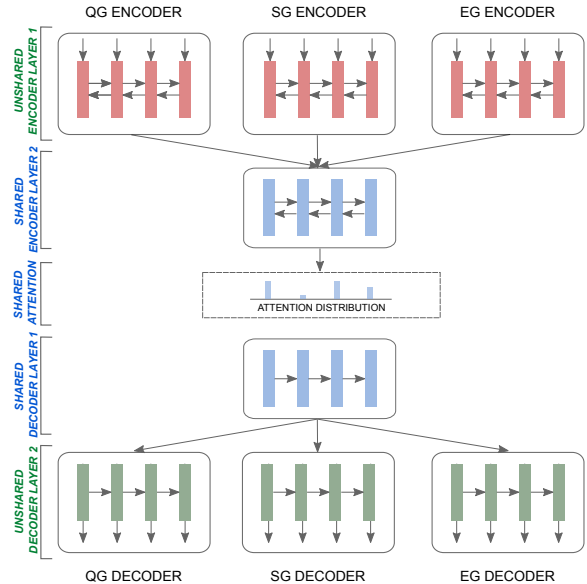 QG ENCODER
SG ENCODER
EG ENCODER
UNSHARED
ENCODER LAYER 1
SHARED
ENCODER LAYER 2
SHARED
ATTENTION
ATTENTION DISTRIBUTION
SHARED
DECODER LAYER 1
UNSHARED
DECODER LAYER 2
QG DECODER
SG DECODER
EG DECODER